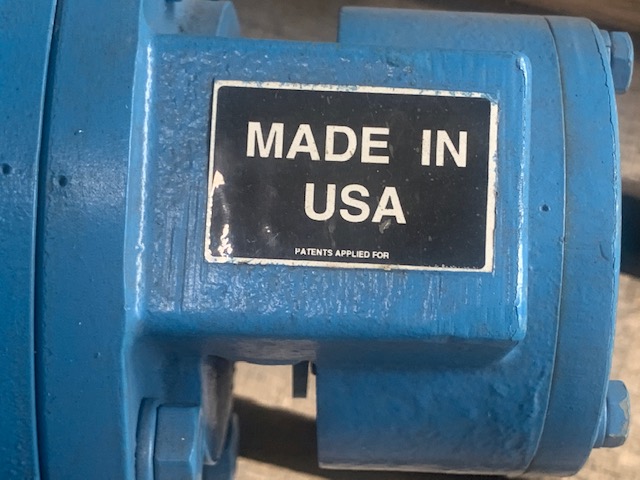 MADE IN
USA
PATENTS APPLIED FOR